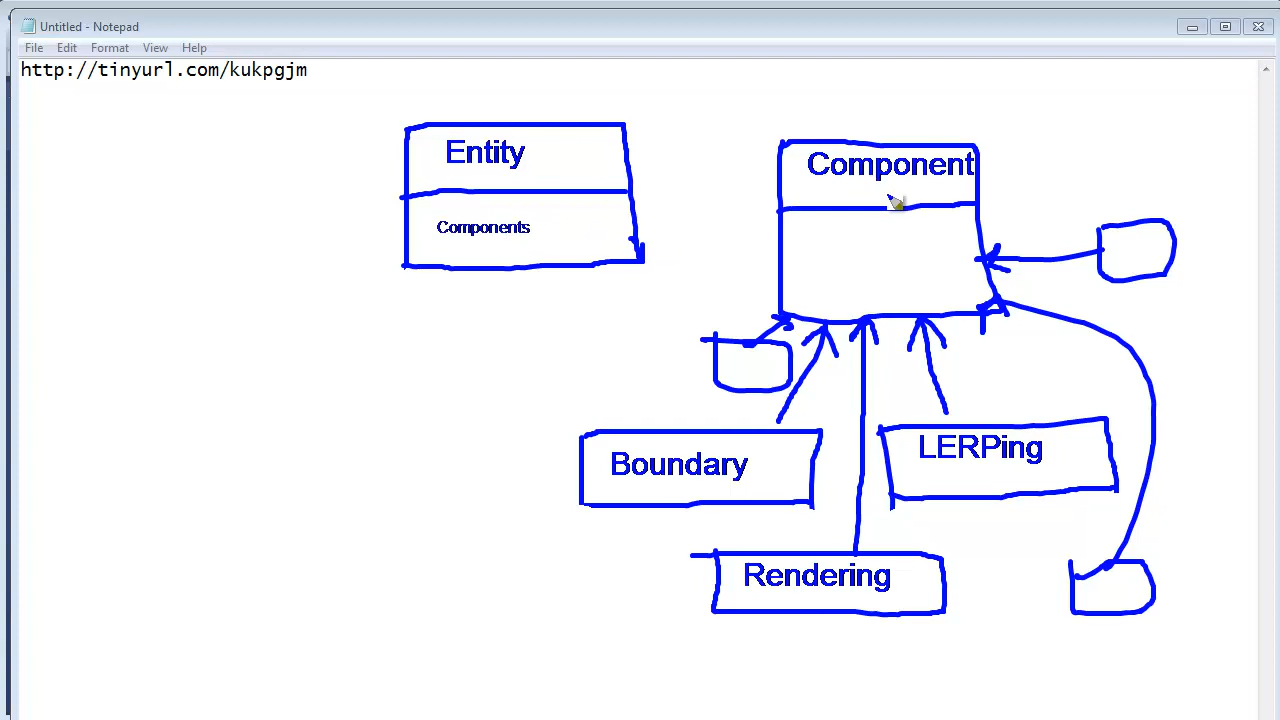 Untitled - Notepad
File Edit Format View Help
http://tinyurl.com/kukpgjm
Entity
Components
Component
Boundary
LERPing
Rendering